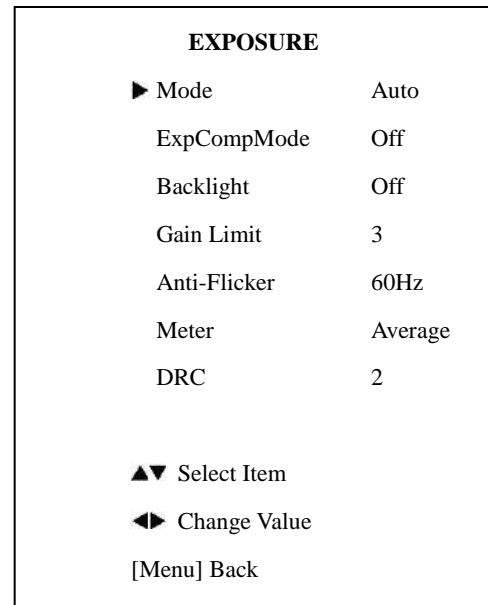 EXPOSURE
▶ Mode Auto
ExpCompMode Off
Backlight Off
Gain Limit 3
Anti-Flicker 60Hz
Meter Average
DRC 2
▲▼ Select Item
◀▶ Change Value
[Menu] Back